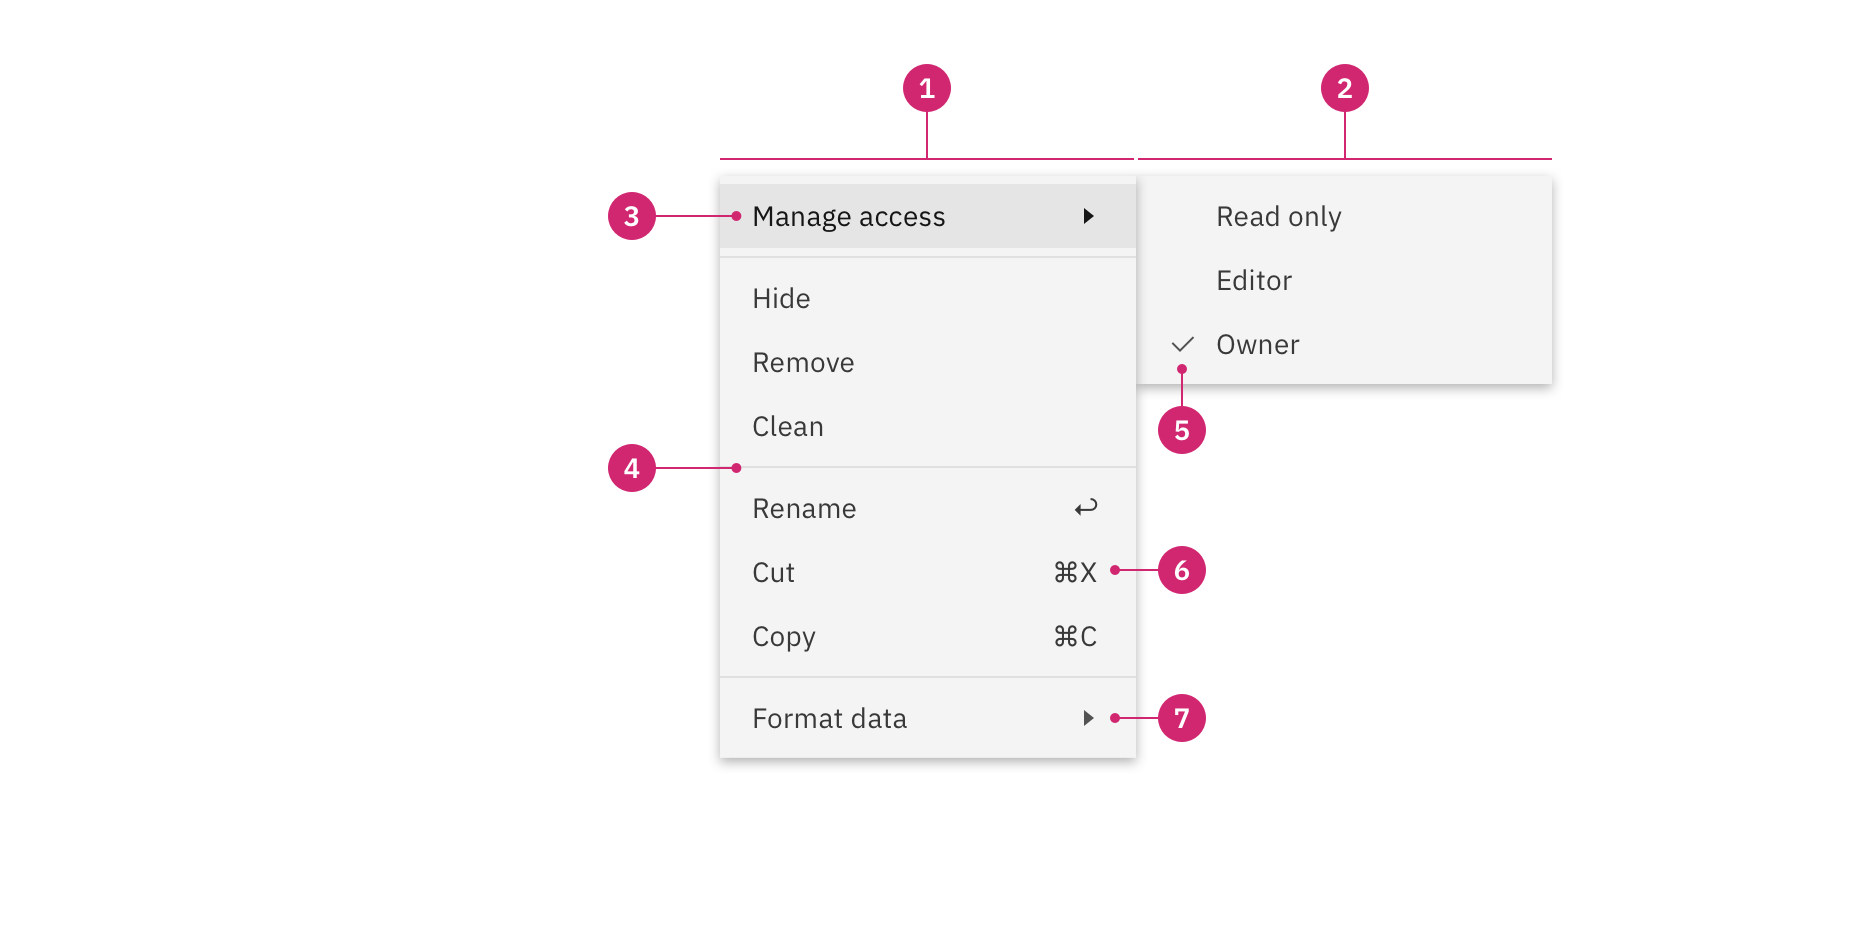 1
2
3
Manage access
Read only
Hide
Editor
Remove
Owner
Clean
5
4
Rename
Cut ⌘X
6
Copy ⌘C
Format data
7